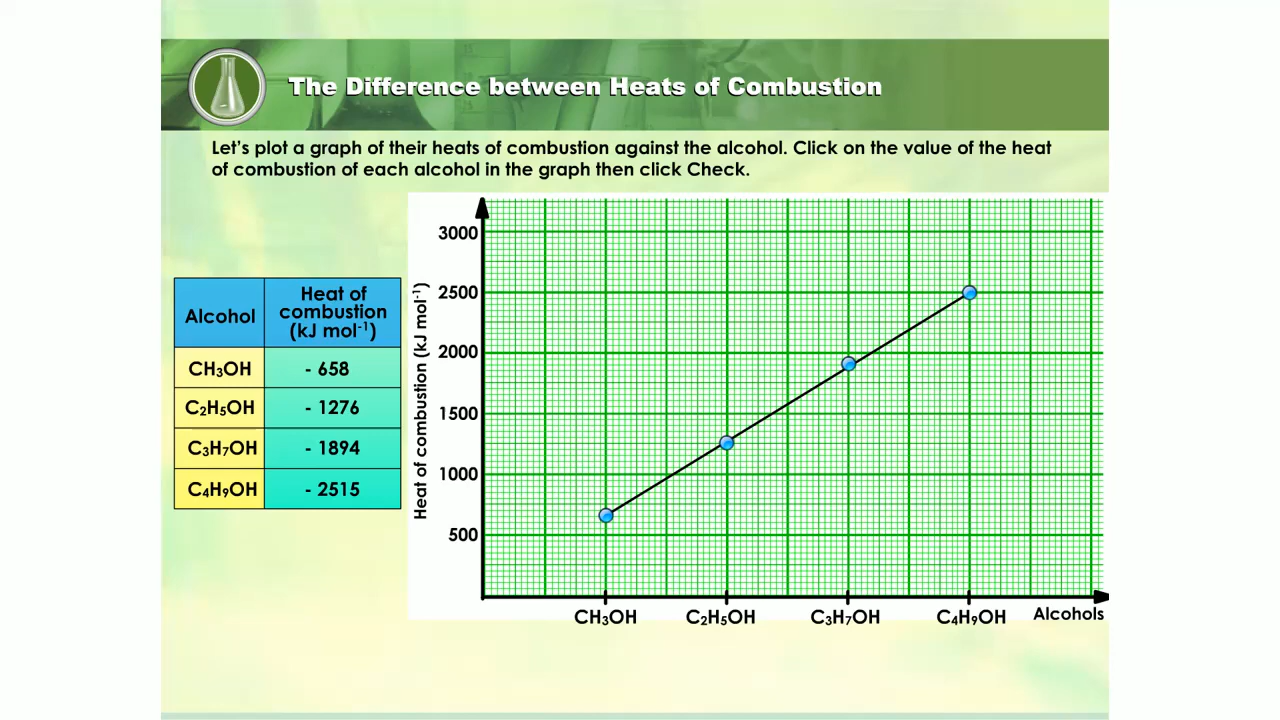 The Difference between Heats of Combustion
Let's plot a graph of their heats of combustion against the alcohol. Click on the value of the heat
of combustion of each alcohol in the graph then click Check.
Alcohol
Heat of
combustion
(kJ mol⁻¹)
CH₃OH
- 658
C₂H₅OH
- 1276
C₃H₇OH
- 1894
C₄H₉OH
- 2515
Heat of combustion (kJ mol⁻¹)
3000
2500
2000
1500
1000
500
CH₃OH
C₂H₅OH
C₃H₇OH
C₄H₉OH
Alcohols